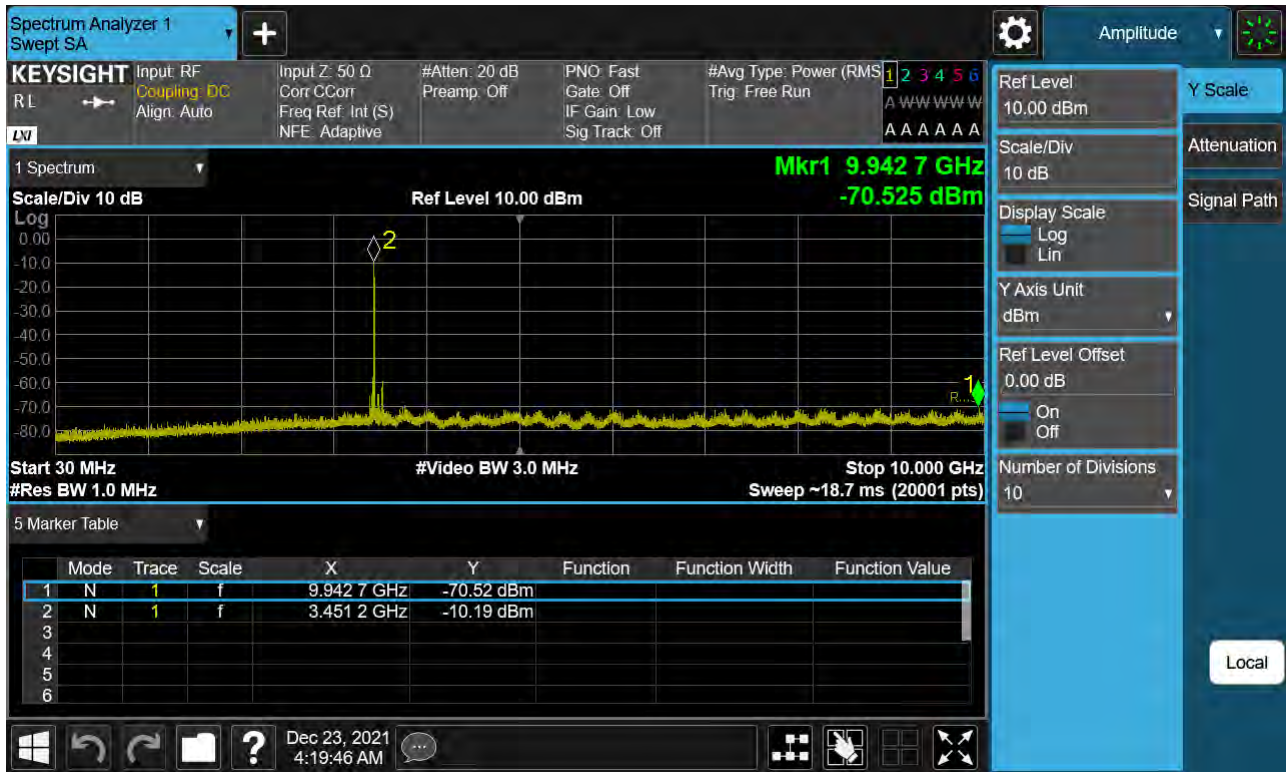 Spectrum Analyzer 1
Swept SA
Amplitude
KEYSIGHT
RL
LXI
Input: RF
Coupling: DC
Align: Auto
Input Z: 50 Ω
Corr CCorr
Freq Ref: Int (S)
NFE: Adaptive
#Atten: 20 dB
Preamp: Off
PNO: Fast
Gate: Off
IF Gain: Low
Sig Track: Off
#Avg Type: Power (RMS
Trig: Free Run
1 2 3 4 5 6
A W W W W W
A A A A A A
1 Spectrum
Mkr1 9.942 7 GHz
-70.525 dBm
Scale/Div 10 dB
Ref Level 10.00 dBm
Log
0.00
-10.0
-20.0
-30.0
-40.0
-50.0
-60.0
-70.0
-80.0
2
1
R...
Start 30 MHz
#Video BW 3.0 MHz
Stop 10.000 GHz
#Res BW 1.0 MHz
Sweep ~18.7 ms (20001 pts)
5 Marker Table
Mode Trace Scale X Y Function Function Width Function Value
1 N 1 f 9.942 7 GHz -70.52 dBm
2 N 1 f 3.451 2 GHz -10.19 dBm
3
4
5
6
Ref Level
10.00 dBm
Scale/Div
10 dB
Display Scale
Log
Lin
Y Axis Unit
dBm
Ref Level Offset
0.00 dB
On
Off
Number of Divisions
10
Y Scale
Attenuation
Signal Path
Local
?
Dec 23, 2021
4:19:46 AM